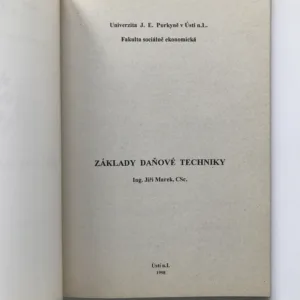 Univerzita J. E. Purkyně v Ústí n.L.
Fakulta sociálně ekonomická
ZÁKLADY DAŇOVÉ TECHNIKY
Ing. Jiří Marek, CSc.
Ústí n.L.
1998